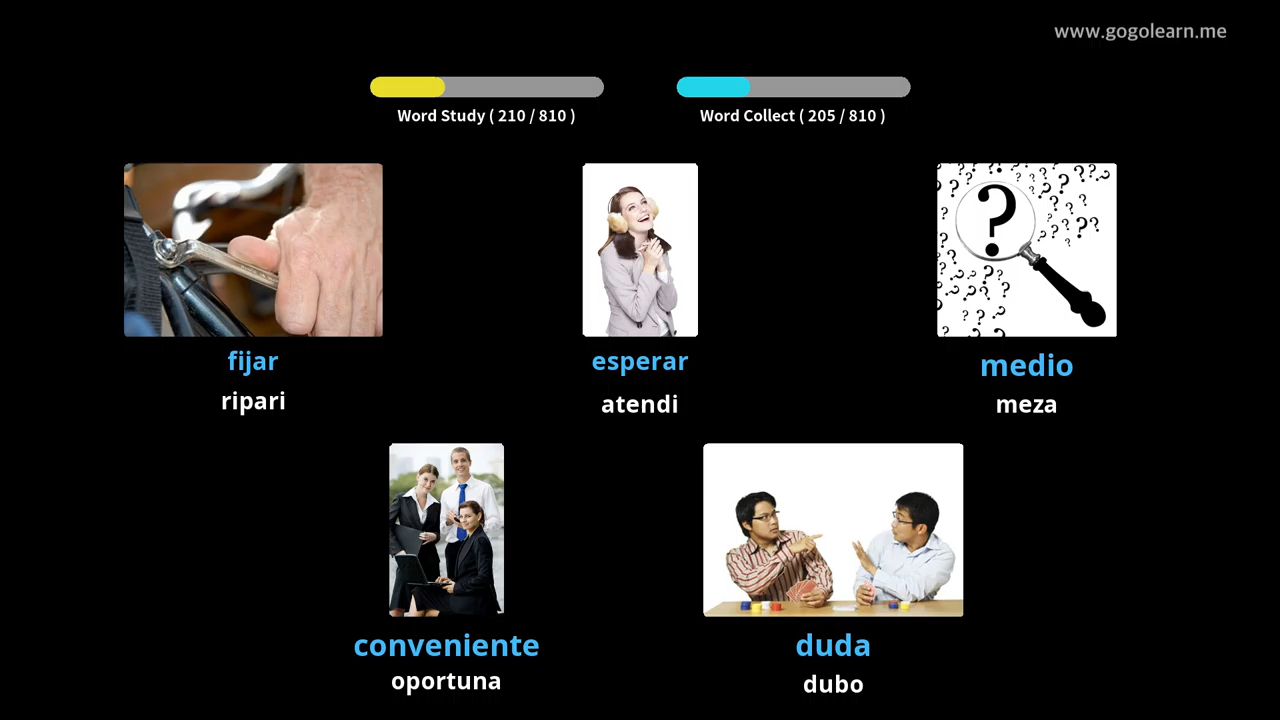 www.gogolearn.me
Word Study ( 210 / 810 )
Word Collect ( 205 / 810 )
fijar
ripari
esperar
atendi
medio
meza
conveniente
oportuna
duda
dubo